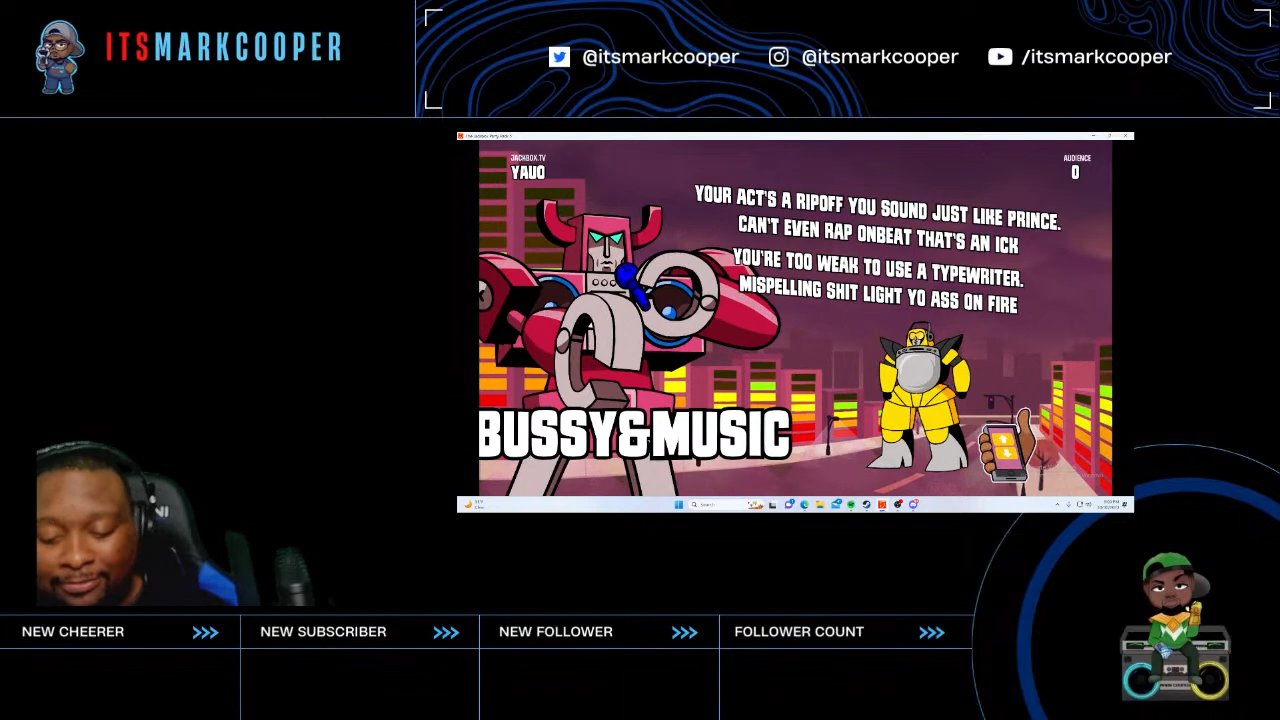 ITSMARKCOOPER
@itsmarkcooper
@itsmarkcooper
/itsmarkcooper
JACKBOX.TV
YAUO
AUDIENCE
0
YOUR ACT'S A RIPOFF YOU SOUND JUST LIKE PRINCE.
CAN'T EVEN RAP ONBEAT THAT'S AN ICK
YOU'RE TOO WEAK TO USE A TYPEWRITER.
MISPELLING SHIT LIGHT YO ASS ON FIRE
BUSSY&MUSIC
Search
NEW CHEERER
NEW SUBSCRIBER
NEW FOLLOWER
FOLLOWER COUNT